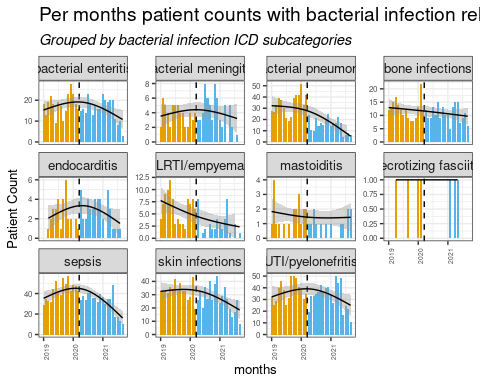 Per months patient counts with bacterial infection rel
Grouped by bacterial infection ICD subcategories
bacterial enteritis acterial meningiti cterial pneumon bone infections
20 10 0
8 6 4 2 0
50 40 30 20 10 0
20 15 10 5 0
endocarditis LRTI/empyema mastoiditis ecrotizing fasciit
6 4 2 0
12.5 10.0 7.5 5.0 2.5 0.0
4 3 2 1 0
1.00 0.75 0.50 0.25 0.00
2019 2020 2021
sepsis skin infections UTI/pyelonefritis
60 40 20 0
40 30 20 10 0
50 40 30 20 10 0
2019 2020 2021 2019 2020 2021 2019 2020 2021
Patient Count
months